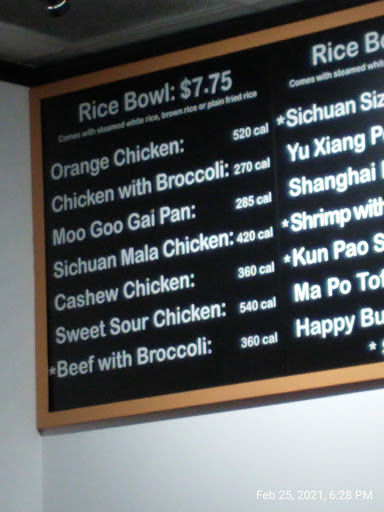 Rice Bowl: $7.75
Comes with steamed white rice, brown rice or plain fried rice
Orange Chicken: 520 cal
Chicken with Broccoli: 270 cal
Moo Goo Gai Pan: 285 cal
Sichuan Mala Chicken: 420 cal
Cashew Chicken: 360 cal
Sweet Sour Chicken: 540 cal
*Beef with Broccoli: 360 cal
Rice Bo
Comes with steamed white
*Sichuan Siz
Yu Xiang P
Shanghai
*Shrimp with
*Kun Pao S
Ma Po Tof
Happy Bu
*
Feb 25, 2021, 6:28 PM